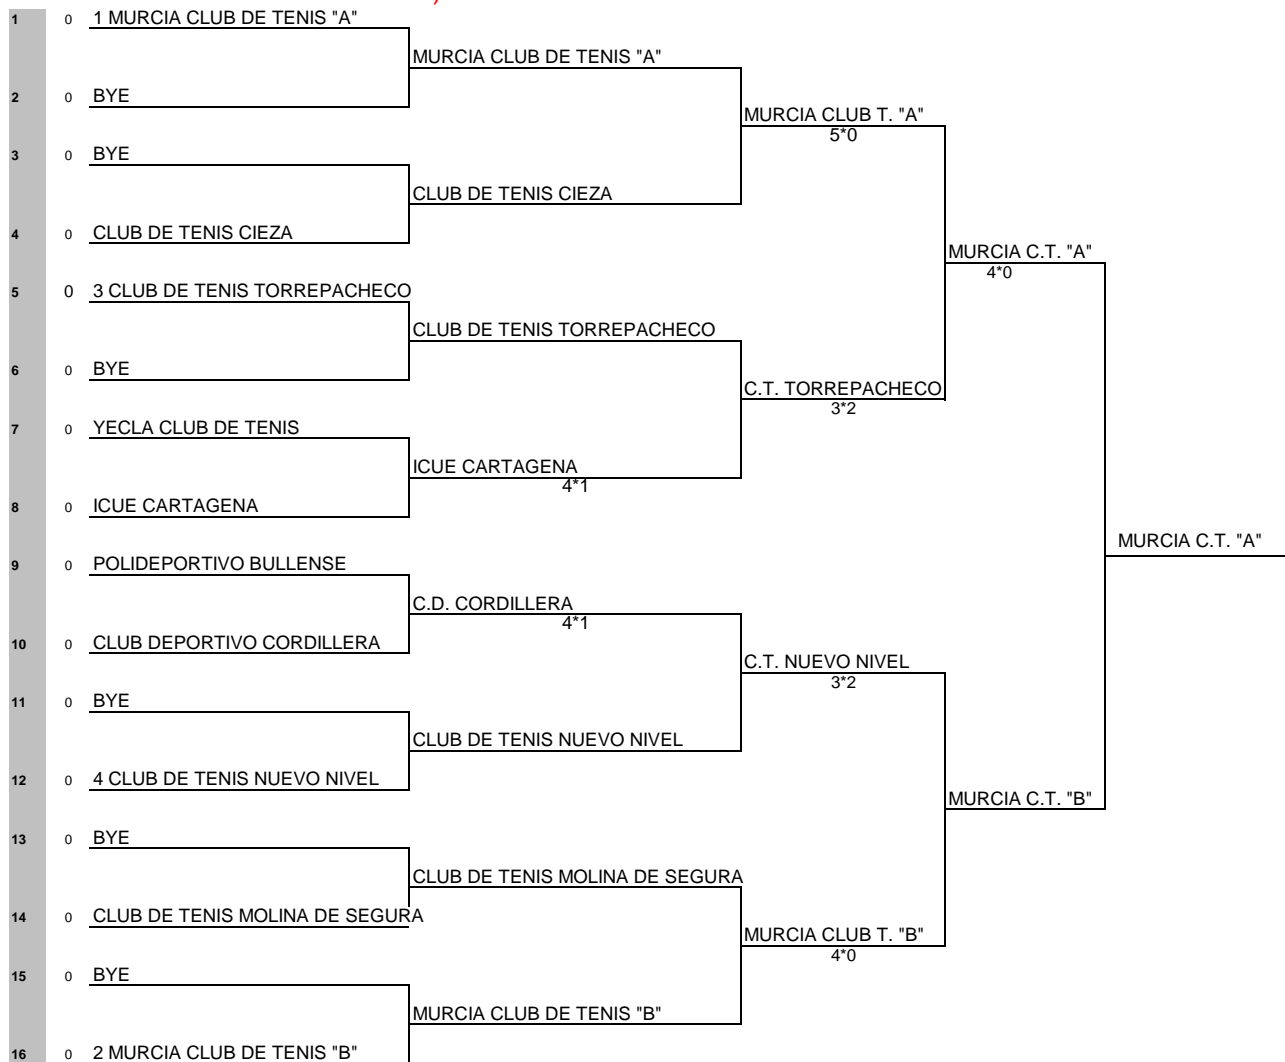 1 0 1 MURCIA CLUB DE TENIS "A"
MURCIA CLUB DE TENIS "A"
2 0 BYE
MURCIA CLUB T. "A"
5*0
3 0 BYE
CLUB DE TENIS CIEZA
4 0 CLUB DE TENIS CIEZA
MURCIA C.T. "A"
4*0
5 0 3 CLUB DE TENIS TORREPACHECO
CLUB DE TENIS TORREPACHECO
6 0 BYE
C.T. TORREPACHECO
3*2
7 0 YECLA CLUB DE TENIS
ICUE CARTAGENA
4*1
8 0 ICUE CARTAGENA
MURCIA C.T. "A"
9 0 POLIDEPORTIVO BULLENSE
C.D. CORDILLERA
4*1
10 0 CLUB DEPORTIVO CORDILLERA
C.T. NUEVO NIVEL
3*2
11 0 BYE
CLUB DE TENIS NUEVO NIVEL
12 0 4 CLUB DE TENIS NUEVO NIVEL
MURCIA C.T. "B"
13 0 BYE
CLUB DE TENIS MOLINA DE SEGURA
14 0 CLUB DE TENIS MOLINA DE SEGURA
MURCIA CLUB T. "B"
4*0
15 0 BYE
MURCIA CLUB DE TENIS "B"
16 0 2 MURCIA CLUB DE TENIS "B"